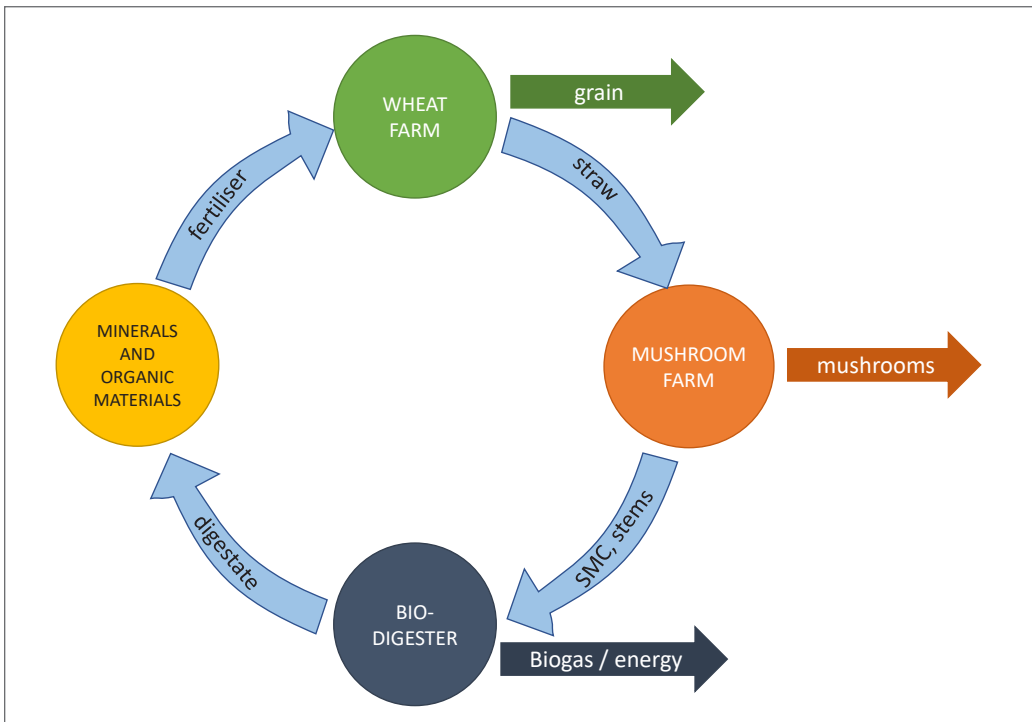 WHEAT
FARM
grain
straw
fertiliser
MINERALS
AND
ORGANIC
MATERIALS
MUSHROOM
FARM
mushrooms
SMC, stems
digestate
BIO-
DIGESTER
Biogas / energy